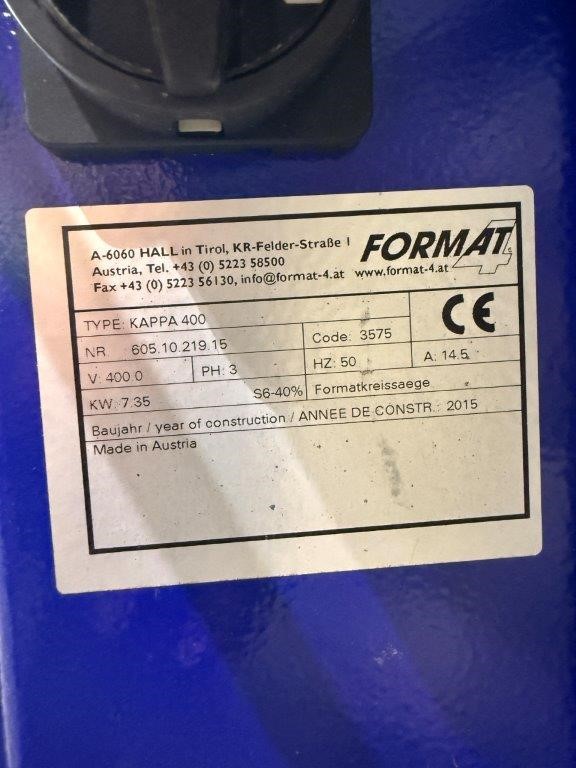 A-6060 HALL in Tirol, KR-Felder-Straße 1
Austria, Tel. +43 (0) 5223 58500
Fax +43 (0) 5223 56130, info@format-4.at www.format-4.at
FORMAT 4
TYPE: KAPPA 400
CE
NR. 605.10.219.15
Code: 3575
V: 400.0
PH: 3
HZ: 50
A: 14.5
KW: 7.35 S6-40%
Formatkreissaege
Baujahr / year of construction / ANNEE DE CONSTR.: 2015
Made in Austria